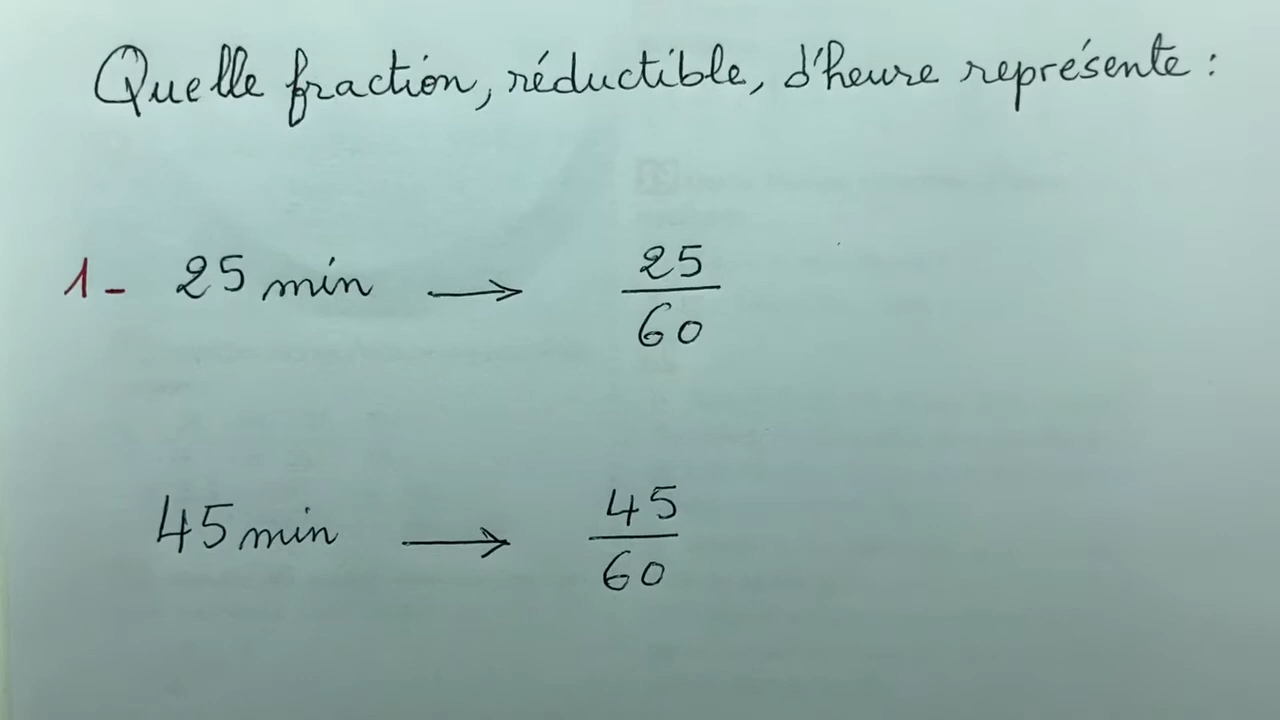 Quelle fraction, réductible, d'heure représente :
1- 25 min → 25/60
45 min → 45/60